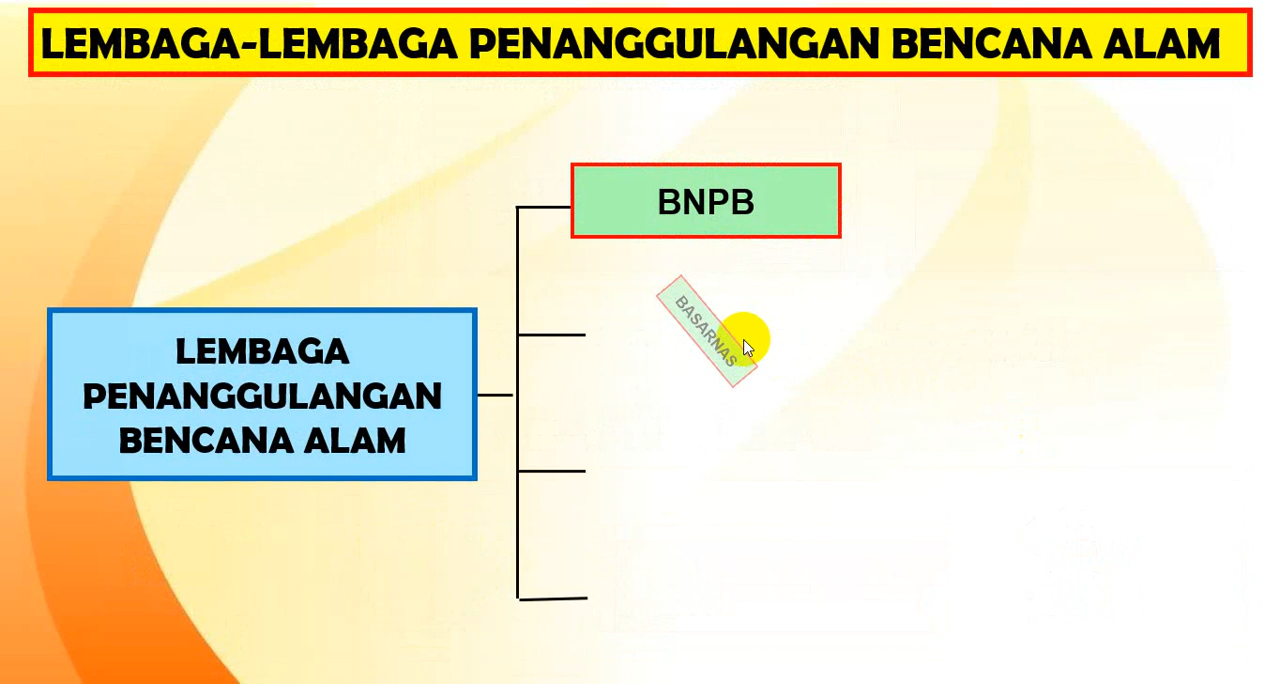 LEMBAGA-LEMBAGA PENANGGULANGAN BENCANA ALAM
BNPB
BASARNAS
LEMBAGA
PENANGGULANGAN
BENCANA ALAM